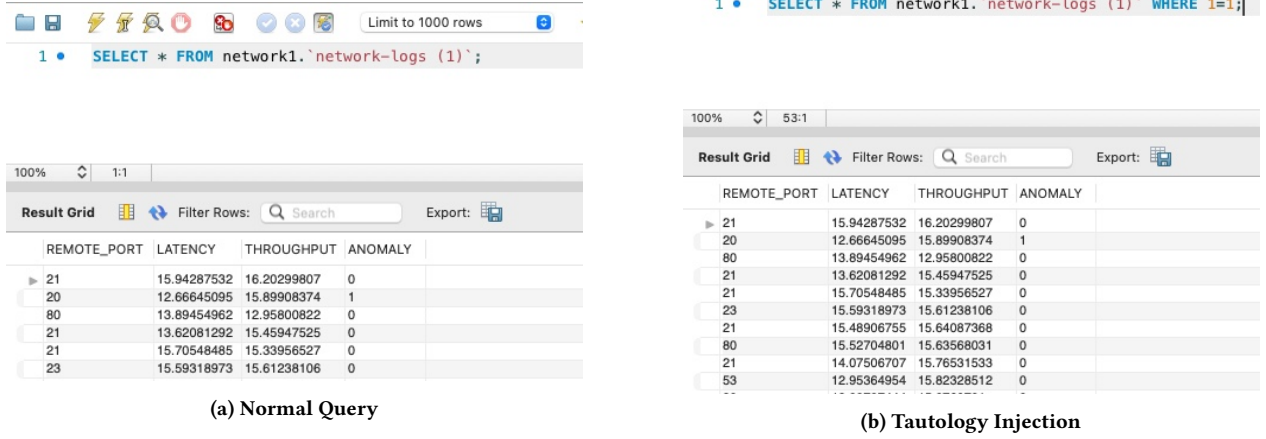 Limit to 1000 rows
1 SELECT * FROM network1.`network-logs (1)`;
100% 1:1
Result Grid Filter Rows: Search Export:
REMOTE_PORT LATENCY THROUGHPUT ANOMALY
21 15.94287532 16.20299807 0
20 12.66645095 15.89908374 1
80 13.89454962 12.95800822 0
21 13.62081292 15.45947525 0
21 15.70548485 15.33956527 0
23 15.59318973 15.61238106 0
(a) Normal Query
1 SELECT * FROM network1.`network-logs (1)` WHERE 1=1;
100% 53:1
Result Grid Filter Rows: Search Export:
REMOTE_PORT LATENCY THROUGHPUT ANOMALY
21 15.94287532 16.20299807 0
20 12.66645095 15.89908374 1
80 13.89454962 12.95800822 0
21 13.62081292 15.45947525 0
21 15.70548485 15.33956527 0
23 15.59318973 15.61238106 0
21 15.48906755 15.64087368 0
80 15.52704801 15.63568031 0
21 14.07506707 15.76531533 0
53 12.95364954 15.82328512 0
(b) Tautology Injection